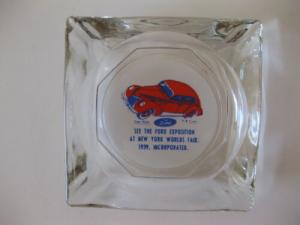 Ford
SEE THE FORD EXPOSITION
AT NEW YORK WORLDS FAIR.
1939, INCORPORATED.